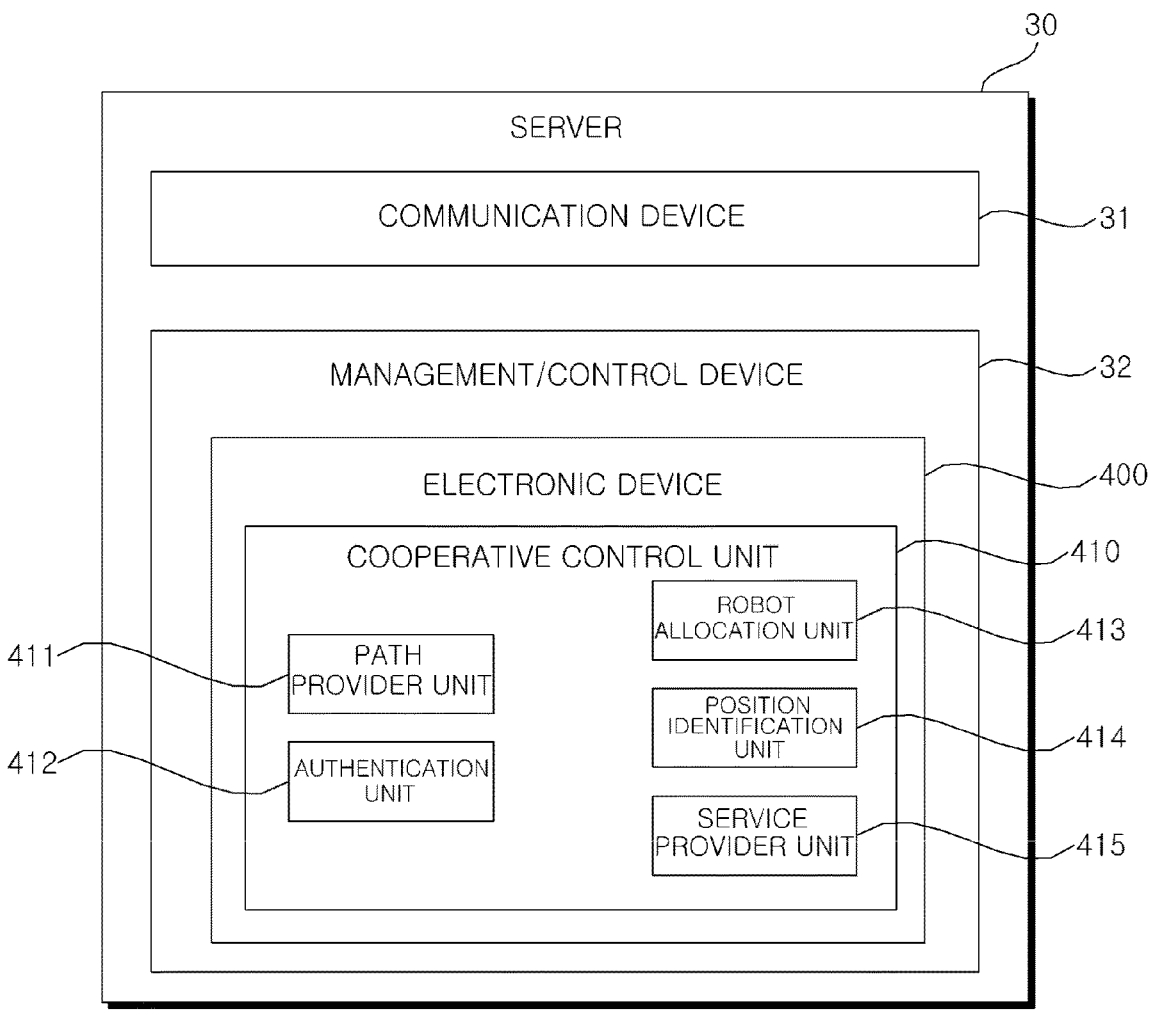 30
SERVER
COMMUNICATION DEVICE
31
MANAGEMENT/CONTROL DEVICE
32
ELECTRONIC DEVICE
400
COOPERATIVE CONTROL UNIT
410
411
PATH
PROVIDER UNIT
412
AUTHENTICATION
UNIT
ROBOT
ALLOCATION UNIT
413
POSITION
IDENTIFICATION
UNIT
414
SERVICE
PROVIDER UNIT
415